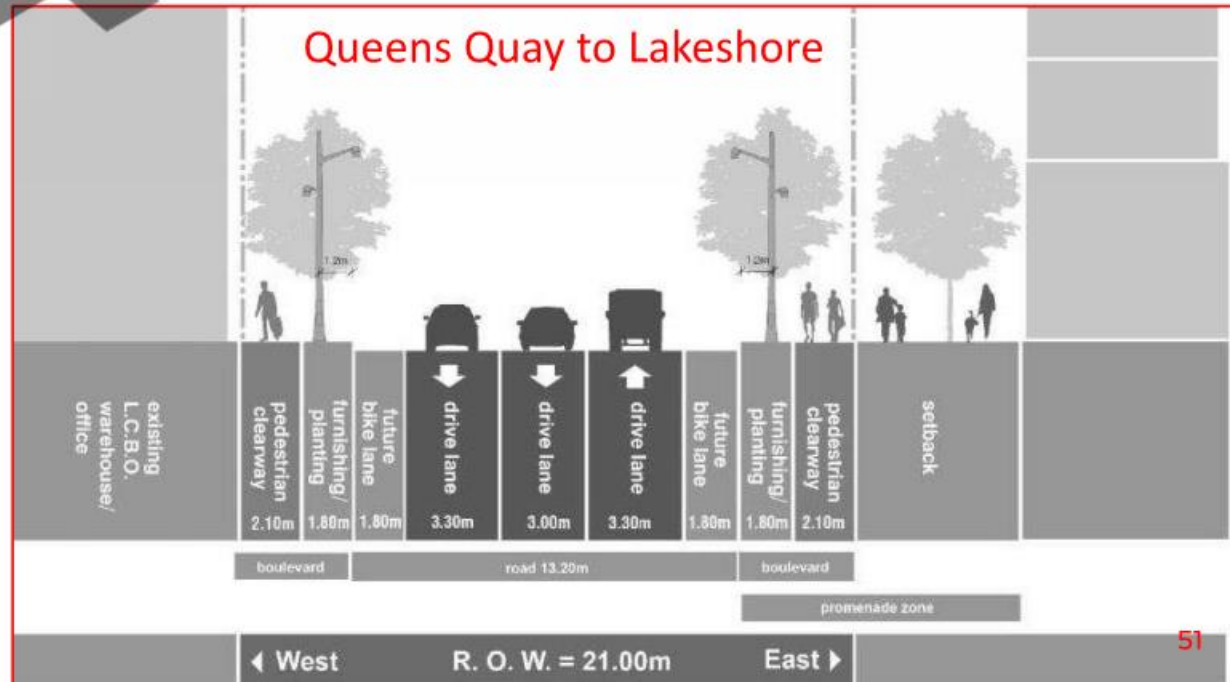 Queens Quay to Lakeshore
1.2m
1.2m
existing
L.C.B.O.
warehouse/
office
pedestrian
clearway
2.10m
furnishing/
planting
1.80m
future
bike lane
1.80m
drive lane
3.30m
drive lane
3.00m
drive lane
3.30m
future
bike lane
1.80m
furnishing/
planting
1.80m
pedestrian
clearway
2.10m
setback
boulevard
road 13.20m
boulevard
promenade zone
West
R. O. W. = 21.00m
East
51